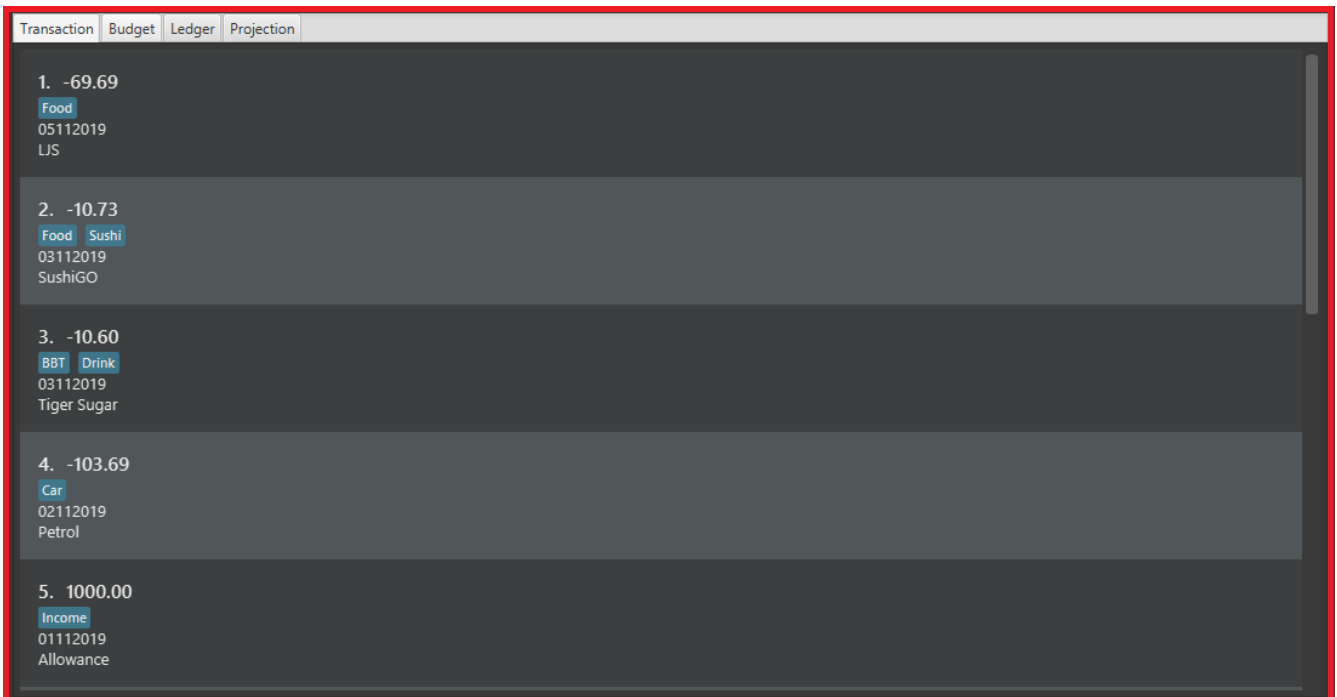 Transaction Budget Ledger Projection
1. -69.69
Food
05112019
LJS
2. -10.73
Food Sushi
03112019
SushiGO
3. -10.60
BBT Drink
03112019
Tiger Sugar
4. -103.69
Car
02112019
Petrol
5. 1000.00
Income
01112019
Allowance